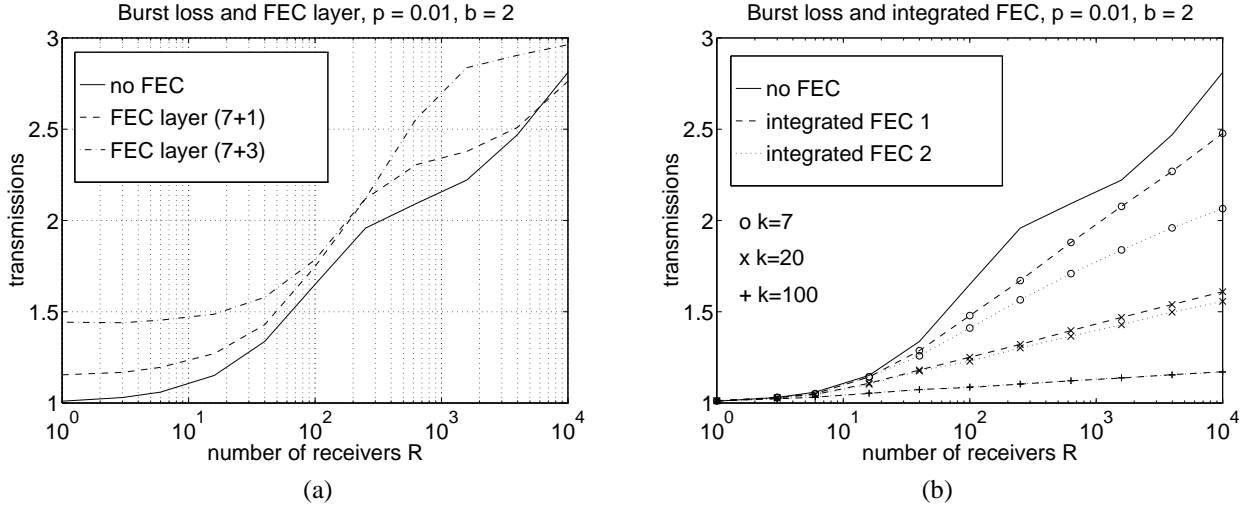 Burst loss and FEC layer, p = 0.01, b = 2
3
2.5
2
1.5
1
transmissions
no FEC
FEC layer (7+1)
FEC layer (7+3)
10^0
10^1
10^2
10^3
10^4
number of receivers R
(a)
Burst loss and integrated FEC, p = 0.01, b = 2
3
2.5
2
1.5
1
transmissions
no FEC
integrated FEC 1
integrated FEC 2
o k=7
x k=20
+ k=100
10^0
10^1
10^2
10^3
10^4
number of receivers R
(b)